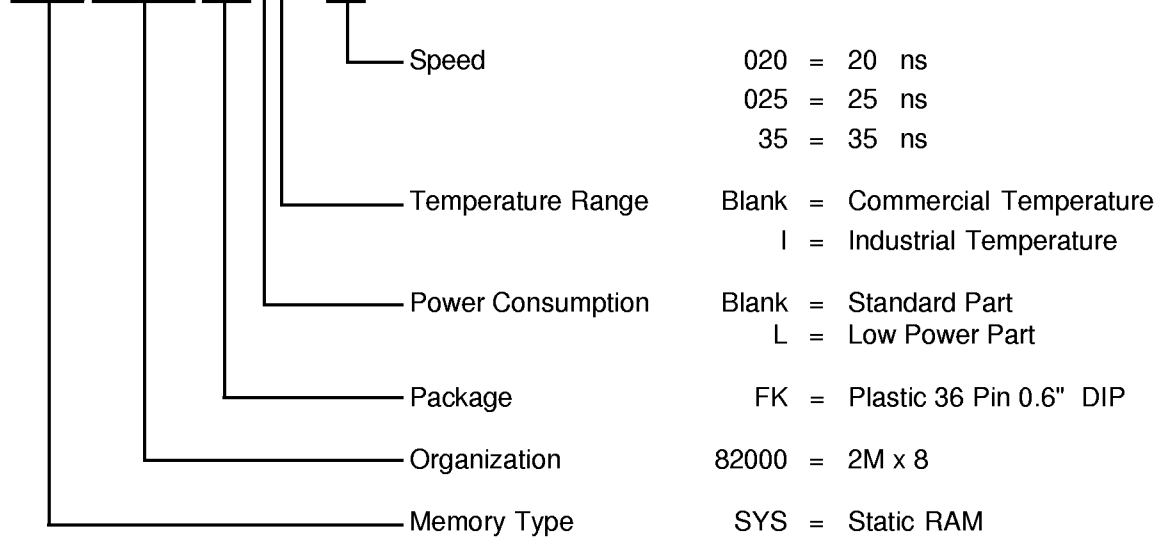 Speed 020 = 20 ns
025 = 25 ns
35 = 35 ns
Temperature Range Blank = Commercial Temperature
I = Industrial Temperature
Power Consumption Blank = Standard Part
L = Low Power Part
Package FK = Plastic 36 Pin 0.6" DIP
Organization 82000 = 2M x 8
Memory Type SYS = Static RAM